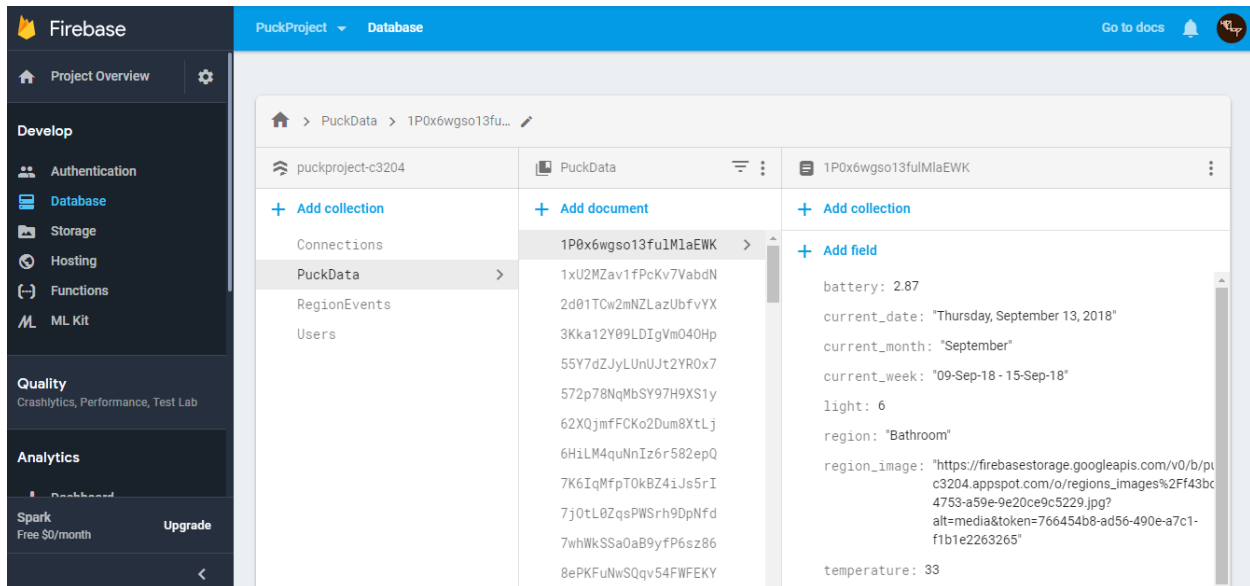 Firebase
PuckProject
Database
Go to docs
Project Overview
Develop
Authentication
Database
Storage
Hosting
Functions
ML Kit
Quality
Crashlytics, Performance, Test Lab
Analytics
Dashboard
Spark
Free $0/month
Upgrade
PuckData > 1P0x6wgso13fu...
puckproject-c3204
+ Add collection
Connections
PuckData
RegionEvents
Users
PuckData
+ Add document
1P0x6wgso13fulMlaEWK
1xU2MZav1fPcKv7VabdN
2d01TCw2mNZLazUbfvYX
3Kka12Y09LDIgVmO4OHp
55Y7dZJyLUnUJt2YROx7
572p78NqMbSY97H9XS1y
62XQjmfFCKo2Dum8XtLj
6HiLM4quNnIz6r582epQ
7K6IqMfpTOkBZ4iJs5rI
7jOtL0ZqsPWSrh9DpNfd
7whWkSSaOaB9yfP6sz86
8ePKFuNwSQqv54FWFEKY
1P0x6wgso13fulMlaEWK
+ Add collection
+ Add field
battery: 2.87
current_date: "Thursday, September 13, 2018"
current_month: "September"
current_week: "09-Sep-18 - 15-Sep-18"
light: 6
region: "Bathroom"
region_image: "https://firebasestorage.googleapis.com/v0/b/pu
c3204.appspot.com/o/regions_images%2Ff43bc
4753-a59e-9e20ce9c5229.jpg?
alt=media&token=766454b8-ad56-490e-a7c1-
f1b1e2263265"
temperature: 33